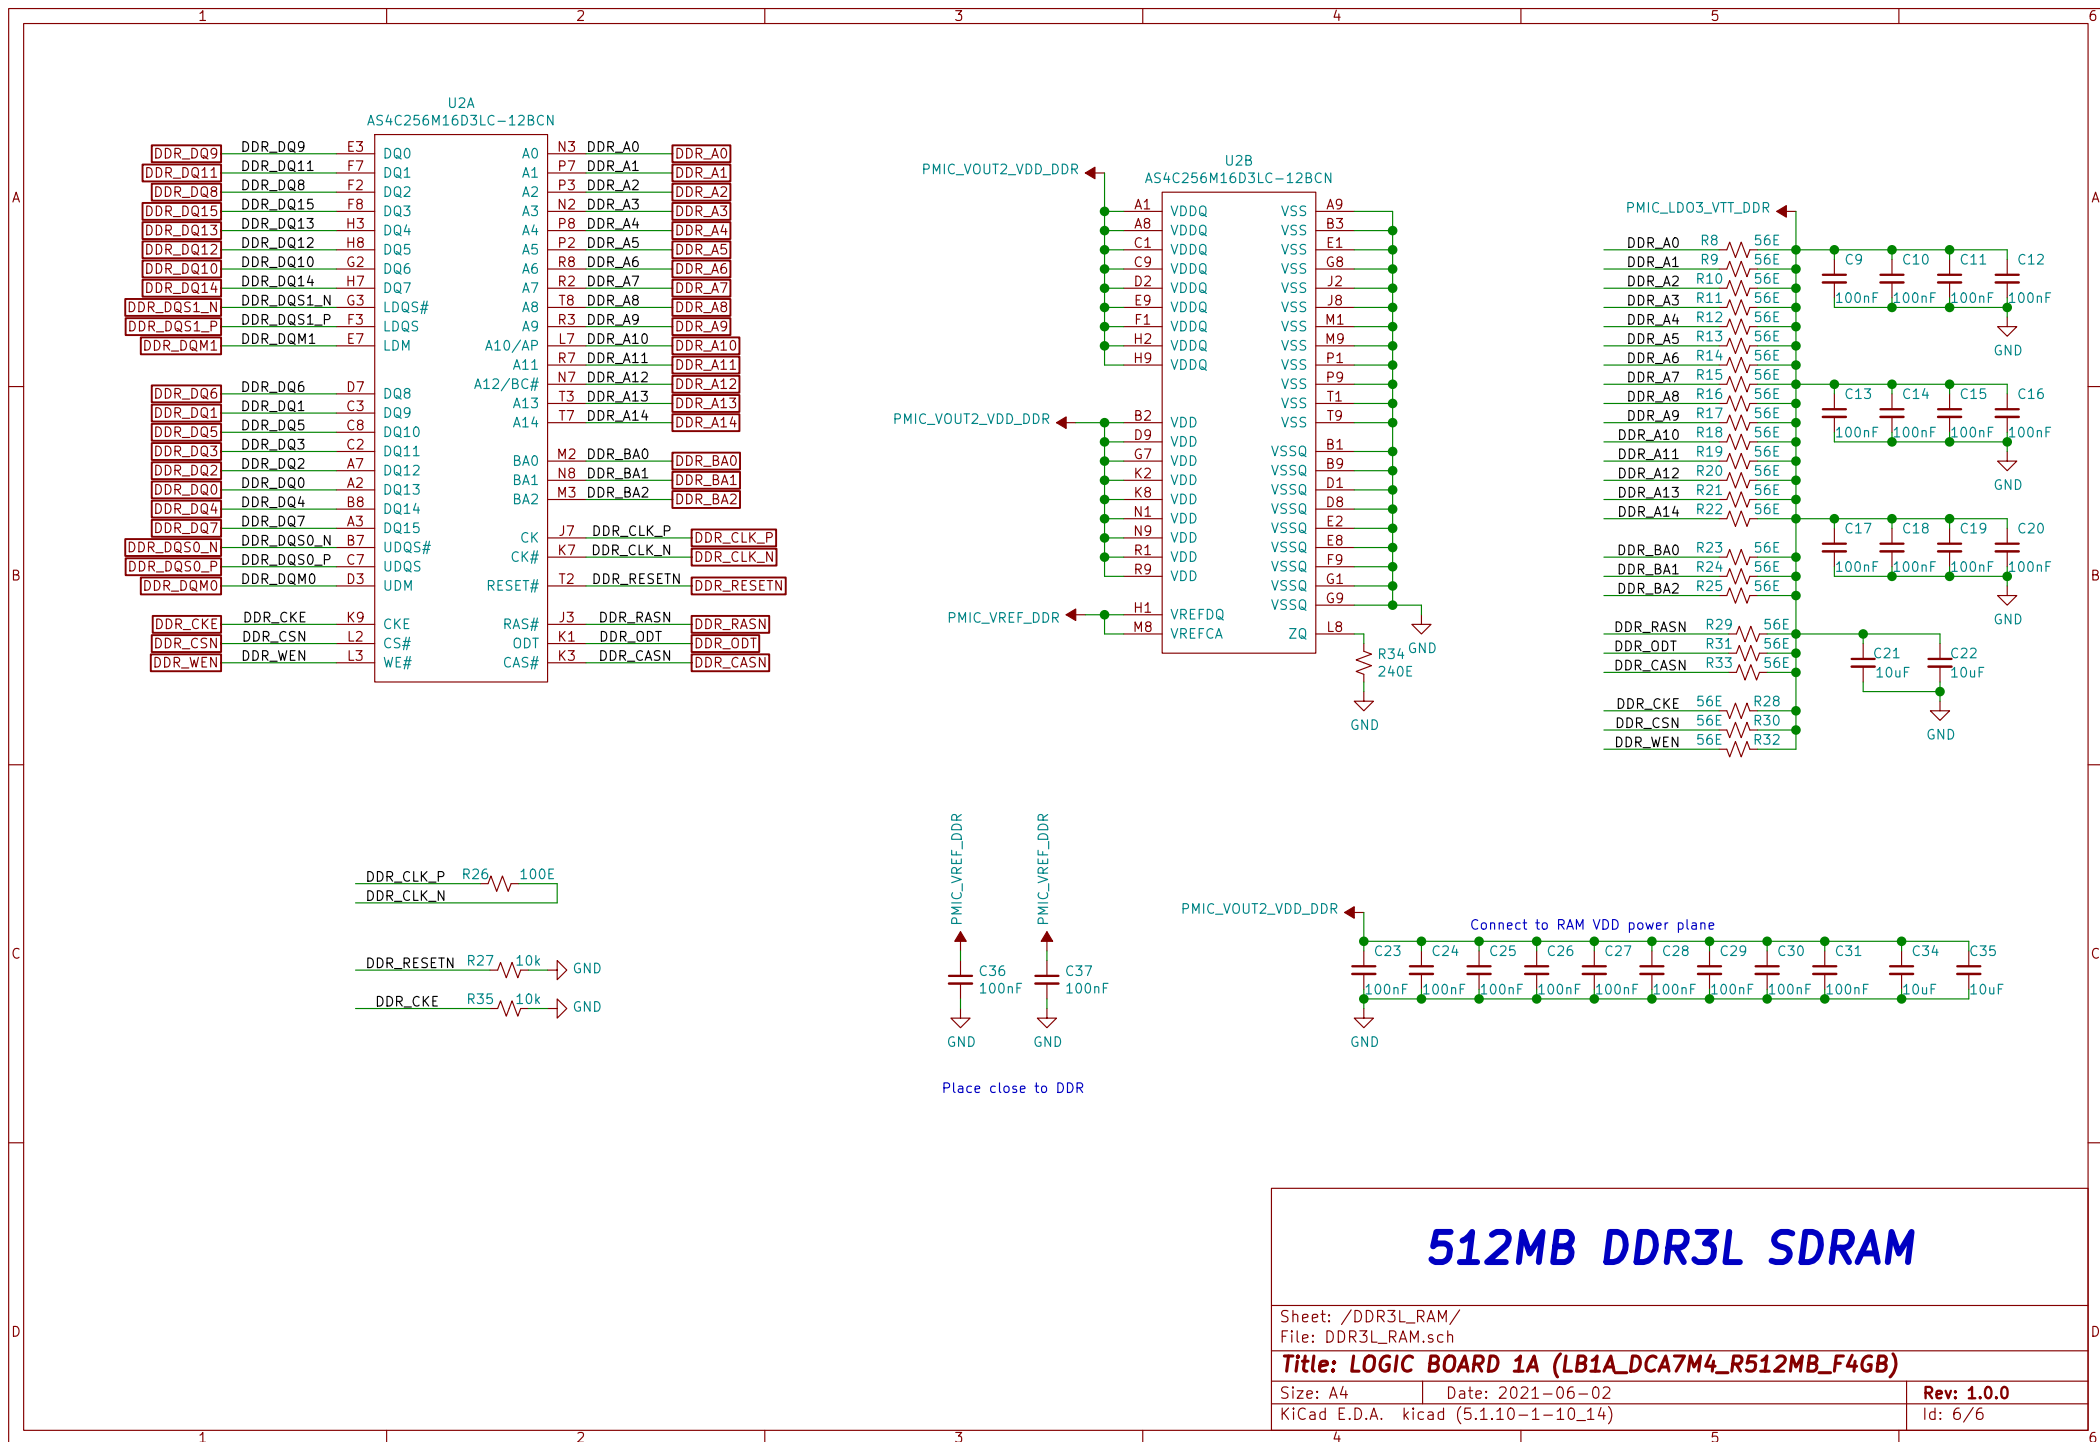 1 2 3 4 5 6
A
B
C
D
U2A
AS4C256M16D3LC-12BCN
DDR_DQ9 DDR_DQ9 E3 DQ0 A0 N3 DDR_A0 DDR_A0
DDR_DQ11 DDR_DQ11 F7 DQ1 A1 P7 DDR_A1 DDR_A1
DDR_DQ8 DDR_DQ8 F2 DQ2 A2 P3 DDR_A2 DDR_A2
DDR_DQ15 DDR_DQ15 F8 DQ3 A3 N2 DDR_A3 DDR_A3
DDR_DQ13 DDR_DQ13 H3 DQ4 A4 P8 DDR_A4 DDR_A4
DDR_DQ12 DDR_DQ12 H8 DQ5 A5 P2 DDR_A5 DDR_A5
DDR_DQ10 DDR_DQ10 G2 DQ6 A6 R8 DDR_A6 DDR_A6
DDR_DQ14 DDR_DQ14 H7 DQ7 A7 R2 DDR_A7 DDR_A7
DDR_DQS1_N DDR_DQS1_N G3 LDQS# A8 T8 DDR_A8 DDR_A8
DDR_DQS1_P DDR_DQS1_P F3 LDQS A9 R3 DDR_A9 DDR_A9
DDR_DQM1 DDR_DQM1 E7 LDM A10/AP L7 DDR_A10 DDR_A10
A11 R7 DDR_A11 DDR_A11
A12/BC# N7 DDR_A12 DDR_A12
DDR_DQ6 DDR_DQ6 D7 DQ8
A13 T3 DDR_A13 DDR_A13
DDR_DQ1 DDR_DQ1 C3 DQ9
A14 T7 DDR_A14 DDR_A14
DDR_DQ5 DDR_DQ5 C8 DQ10
DDR_DQ3 DDR_DQ3 C2 DQ11
BA0 M2 DDR_BA0 DDR_BA0
DDR_DQ2 DDR_DQ2 A7 DQ12
BA1 N8 DDR_BA1 DDR_BA1
DDR_DQ0 DDR_DQ0 A2 DQ13
BA2 M3 DDR_BA2 DDR_BA2
DDR_DQ4 DDR_DQ4 B8 DQ14
DDR_DQ7 DDR_DQ7 A3 DQ15
CK J7 DDR_CLK_P DDR_CLK_P
DDR_DQS0_N DDR_DQS0_N B7 UDQS#
CK# K7 DDR_CLK_N DDR_CLK_N
DDR_DQS0_P DDR_DQS0_P C7 UDQS
DDR_DQM0 DDR_DQM0 D3 UDM RESET# T2 DDR_RESETN DDR_RESETN
DDR_CKE DDR_CKE K9 CKE RAS# J3 DDR_RASN DDR_RASN
DDR_CSN DDR_CSN L2 CS# ODT K1 DDR_ODT DDR_ODT
DDR_WEN DDR_WEN L3 WE# CAS# K3 DDR_CASN DDR_CASN
U2B
AS4C256M16D3LC-12BCN
PMIC_VOUT2_VDD_DDR
A1 VDDQ VSS A9
A8 VDDQ VSS B3
C1 VDDQ VSS E1
C9 VDDQ VSS G8
D2 VDDQ VSS J2
E9 VDDQ VSS J8
F1 VDDQ VSS M1
H2 VDDQ VSS M9
H9 VDDQ VSS P1
VSS P9
VSS T1
PMIC_VOUT2_VDD_DDR
B2 VDD VSS T9
D9 VDD VSSQ B1
G7 VDD VSSQ B9
K2 VDD VSSQ D1
K8 VDD VSSQ D8
N1 VDD VSSQ E2
N9 VDD VSSQ E8
R1 VDD VSSQ F9
R9 VDD VSSQ G1
VSSQ G9
PMIC_VREF_DDR
H1 VREFDQ
M8 VREFCA ZQ L8
R34
240E
GND
GND
PMIC_LDO3_VTT_DDR
DDR_A0 R8 56E
DDR_A1 R9 56E
DDR_A2 R10 56E
DDR_A3 R11 56E
DDR_A4 R12 56E
DDR_A5 R13 56E
DDR_A6 R14 56E
DDR_A7 R15 56E
DDR_A8 R16 56E
DDR_A9 R17 56E
DDR_A10 R18 56E
DDR_A11 R19 56E
DDR_A12 R20 56E
DDR_A13 R21 56E
DDR_A14 R22 56E
DDR_BA0 R23 56E
DDR_BA1 R24 56E
DDR_BA2 R25 56E
DDR_RASN R29 56E
DDR_ODT R31 56E
DDR_CASN R33 56E
DDR_CKE 56E R28
DDR_CSN 56E R30
DDR_WEN 56E R32
C9 C10 C11 C12
100nF 100nF 100nF 100nF
GND
C13 C14 C15 C16
100nF 100nF 100nF 100nF
GND
C17 C18 C19 C20
100nF 100nF 100nF 100nF
GND
C21 C22
10uF 10uF
GND
DDR_CLK_P R26 100E
DDR_CLK_N
DDR_RESETN R27 10k GND
DDR_CKE R35 10k GND
PMIC_VREF_DDR PMIC_VREF_DDR
C36 C37
100nF 100nF
GND GND
Place close to DDR
PMIC_VOUT2_VDD_DDR
Connect to RAM VDD power plane
C23 C24 C25 C26 C27 C28 C29 C30 C31 C34 C35
100nF 100nF 100nF 100nF 100nF 100nF 100nF 100nF 100nF 10uF 10uF
GND
512MB DDR3L SDRAM
Sheet: /DDR3L_RAM/
File: DDR3L_RAM.sch
Title: LOGIC BOARD 1A (LB1A_DCA7M4_R512MB_F4GB)
Size: A4 Date: 2021-06-02 Rev: 1.0.0
KiCad E.D.A. kicad (5.1.10-1-10_14) Id: 6/6
A
B
C
D
1 2 3 4 5 6